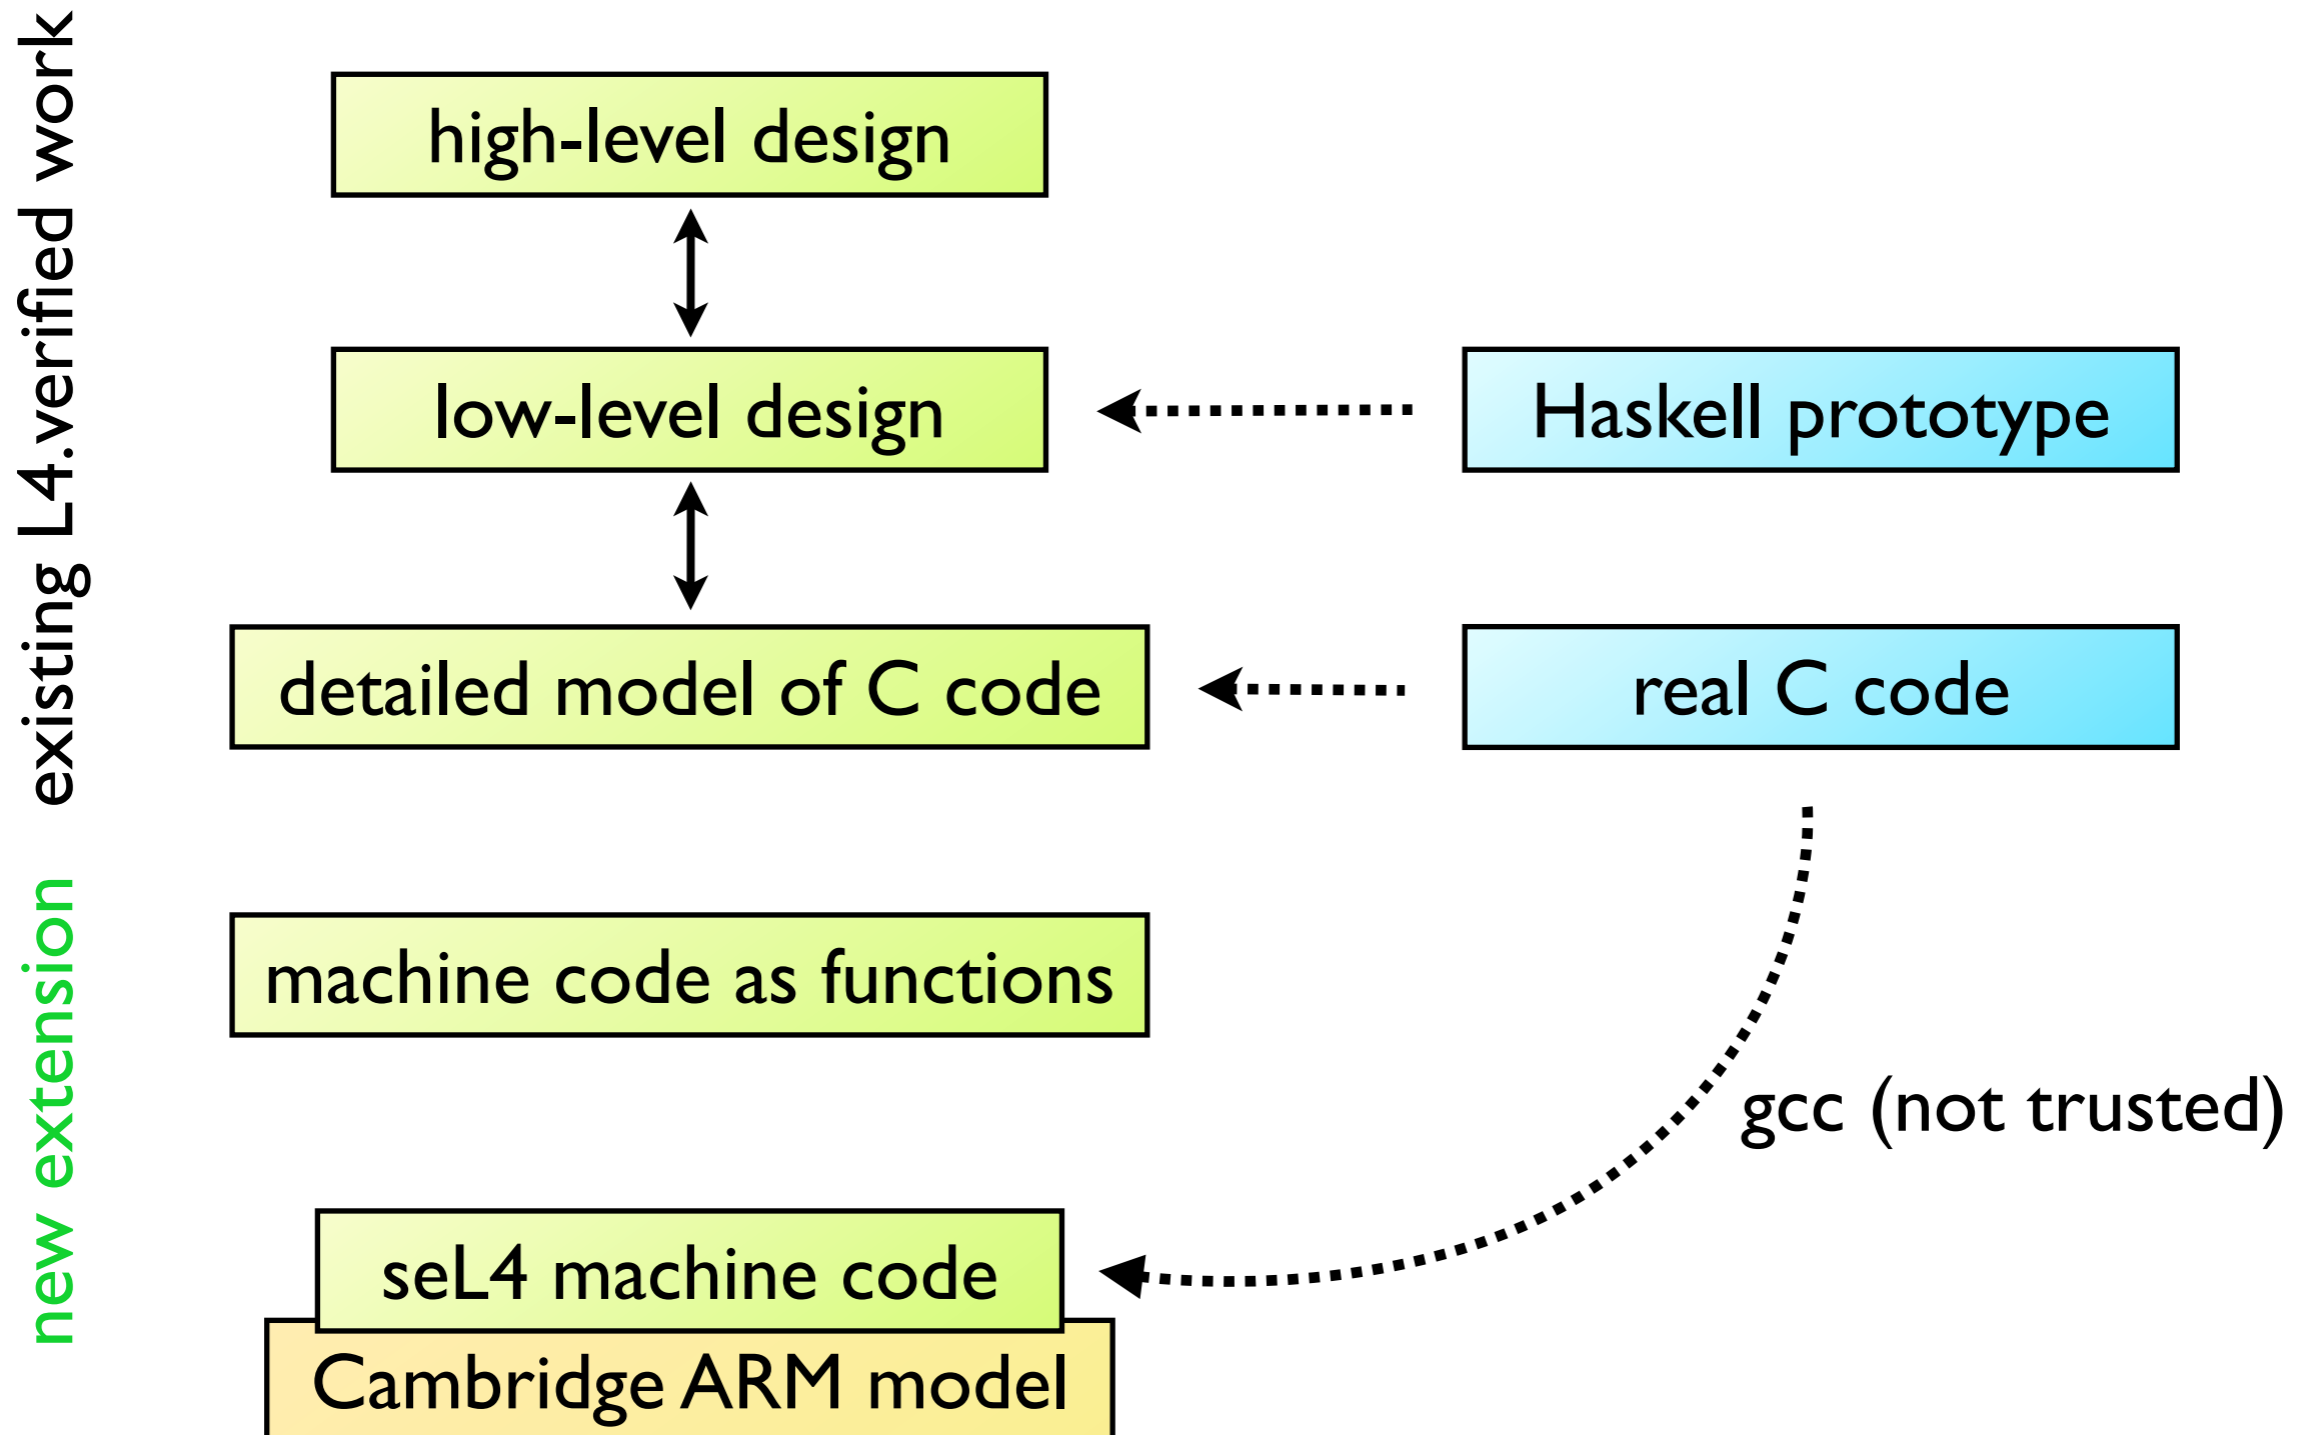 existing L4.verified work
new extension
high-level design
low-level design
Haskell prototype
detailed model of C code
real C code
machine code as functions
gcc (not trusted)
seL4 machine code
Cambridge ARM model